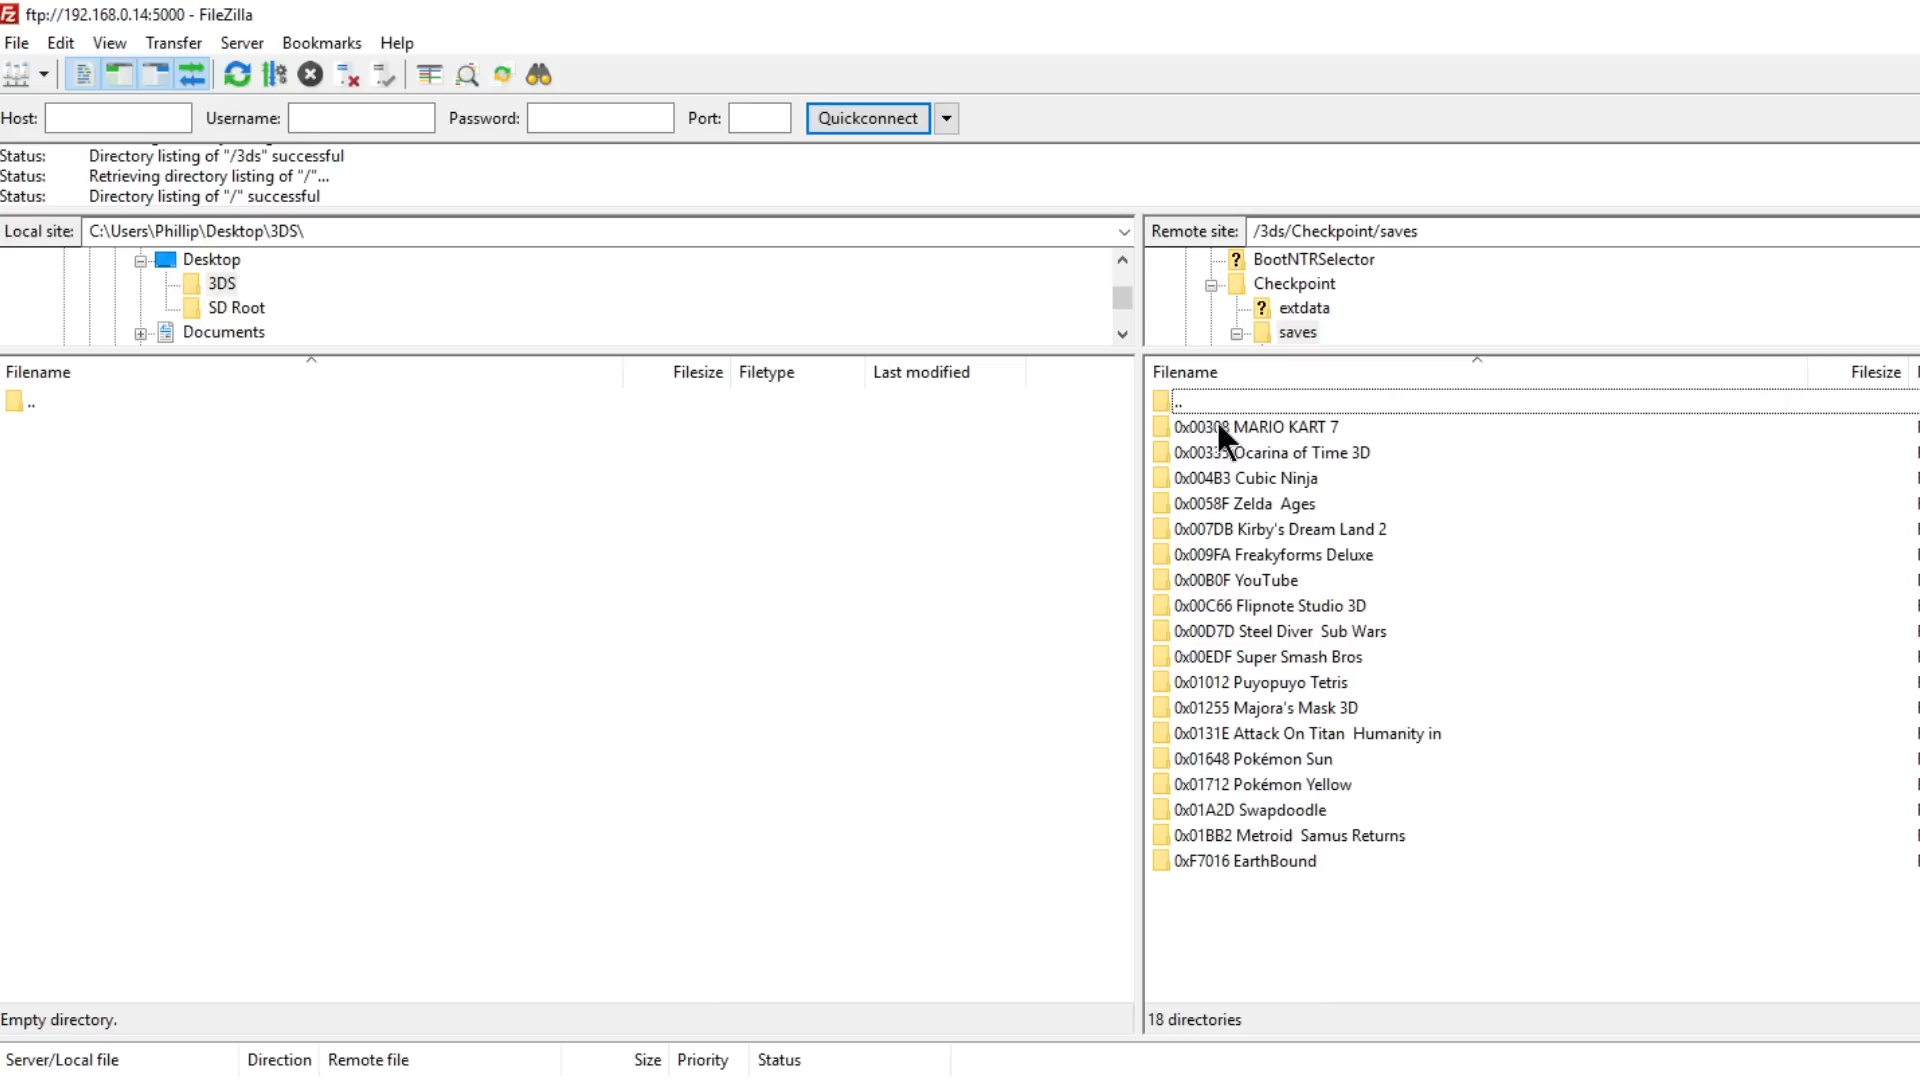 ftp://192.168.0.14:5000 - FileZilla
File Edit View Transfer Server Bookmarks Help
Host: Username: Password: Port: Quickconnect
Status: Directory listing of "/3ds" successful
Status: Retrieving directory listing of "/"...
Status: Directory listing of "/" successful
Local site: C:\Users\Phillip\Desktop\3DS\
Desktop
3DS
SD Root
Documents
Filename Filesize Filetype Last modified
..
Empty directory.
Remote site: /3ds/Checkpoint/saves
BootNTRSelector
Checkpoint
extdata
saves
Filename Filesize
..
0x00308 MARIO KART 7
Ocarina of Time 3D
0x004B3 Cubic Ninja
0x0058F Zelda  Ages
0x007DB Kirby's Dream Land 2
0x009FA Freakyforms Deluxe
0x00B0F YouTube
0x00C66 Flipnote Studio 3D
0x00D7D Steel Diver  Sub Wars
0x00EDF Super Smash Bros
0x01012 Puyopuyo Tetris
0x01255 Majora's Mask 3D
0x0131E Attack On Titan  Humanity in
0x01648 Pokémon Sun
0x01712 Pokémon Yellow
0x01A2D Swapdoodle
0x01BB2 Metroid  Samus Returns
0xF7016 EarthBound
18 directories
Server/Local file Direction Remote file Size Priority Status